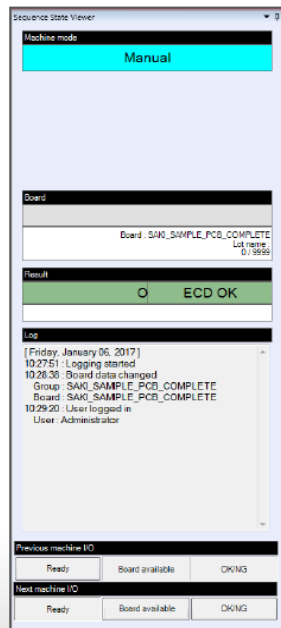 Sequence State Viewer
Machine mode
Manual
Board
Board : SAKI_SAMPLE_PCB_COMPLETE
Lot name :
0 / 9999
Result
O ECD OK
Log
[ Friday, January 06, 2017 ]
10:27:51 : Logging started
10:28:38 : Board data changed
Group : SAKI_SAMPLE_PCB_COMPLETE
Board : SAKI_SAMPLE_PCB_COMPLETE
10:29:20 : User logged in
User : Administrator
Previous machine I/O
Ready Board available OK/NG
Next machine I/O
Ready Board available OK/NG